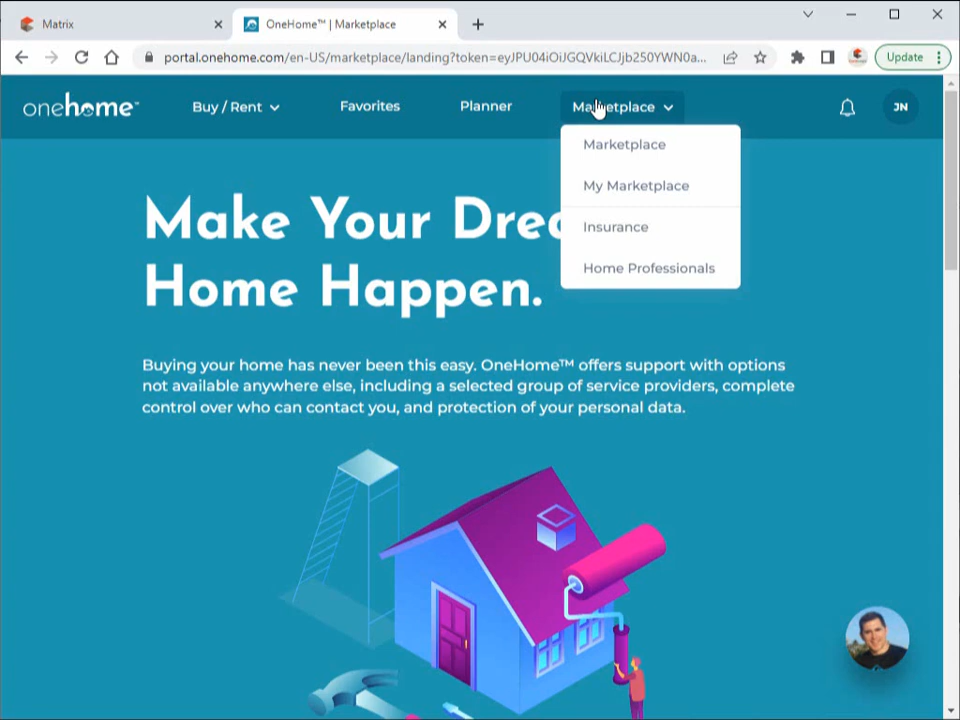 Matrix
OneHome™ | Marketplace
portal.onehome.com/en-US/marketplace/landing?token=eyJPU04iOiJGQVkiLCJjb250YWN0a...
Update
onehome™
Buy / Rent
Favorites
Planner
Marketplace
JN
Marketplace
My Marketplace
Insurance
Home Professionals
Make Your
Home Happen.
Buying your home has never been this easy. OneHome™ offers support with options
not available anywhere else, including a selected group of service providers, complete
control over who can contact you, and protection of your personal data.